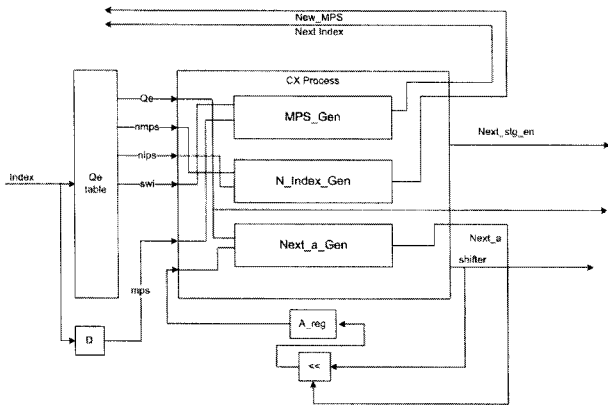 New_MPS
Next Index
CX Process
Qe
MPS_Gen
nmps
Next_stg_en
nips
N_Index_Gen
Index
Qe
table
swi
Next_a_Gen
Next_a
shifter
mps
A_reg
D
<<